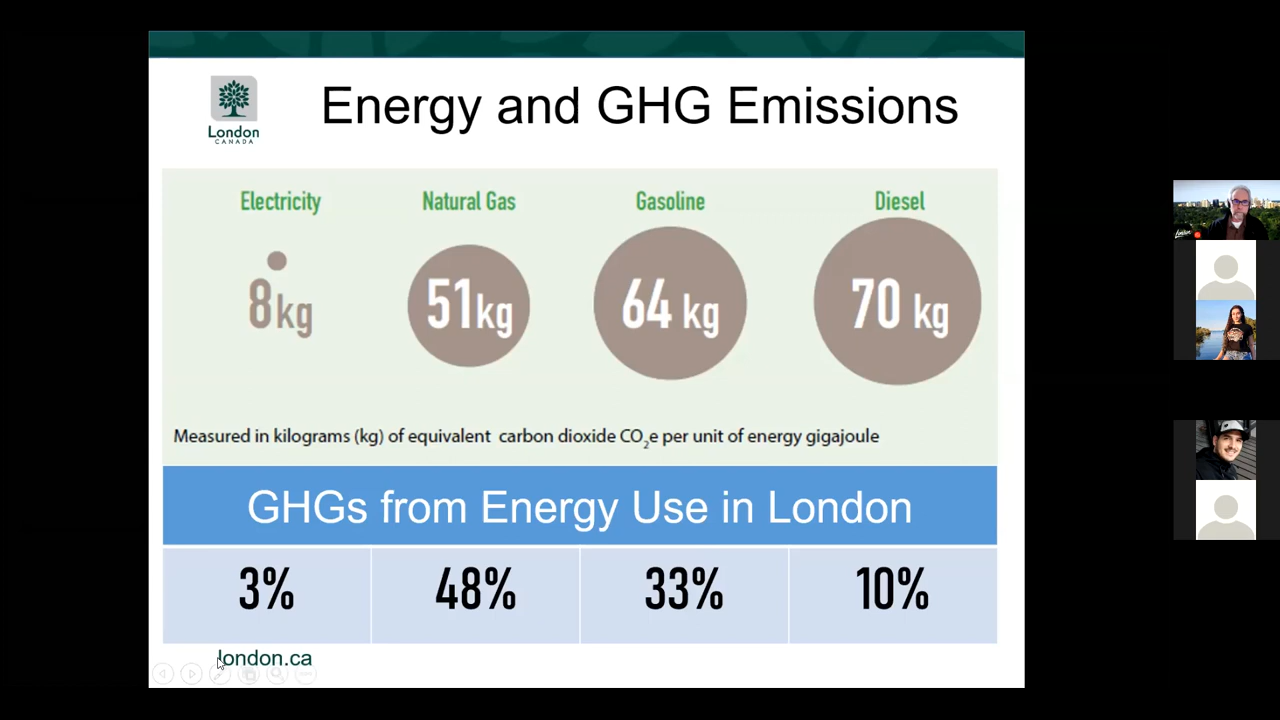 London
CANADA
Energy and GHG Emissions
Electricity Natural Gas Gasoline Diesel
8kg 51kg 64 kg 70 kg
Measured in kilograms (kg) of equivalent carbon dioxide CO₂e per unit of energy gigajoule
GHGs from Energy Use in London
3% 48% 33% 10%
london.ca
London